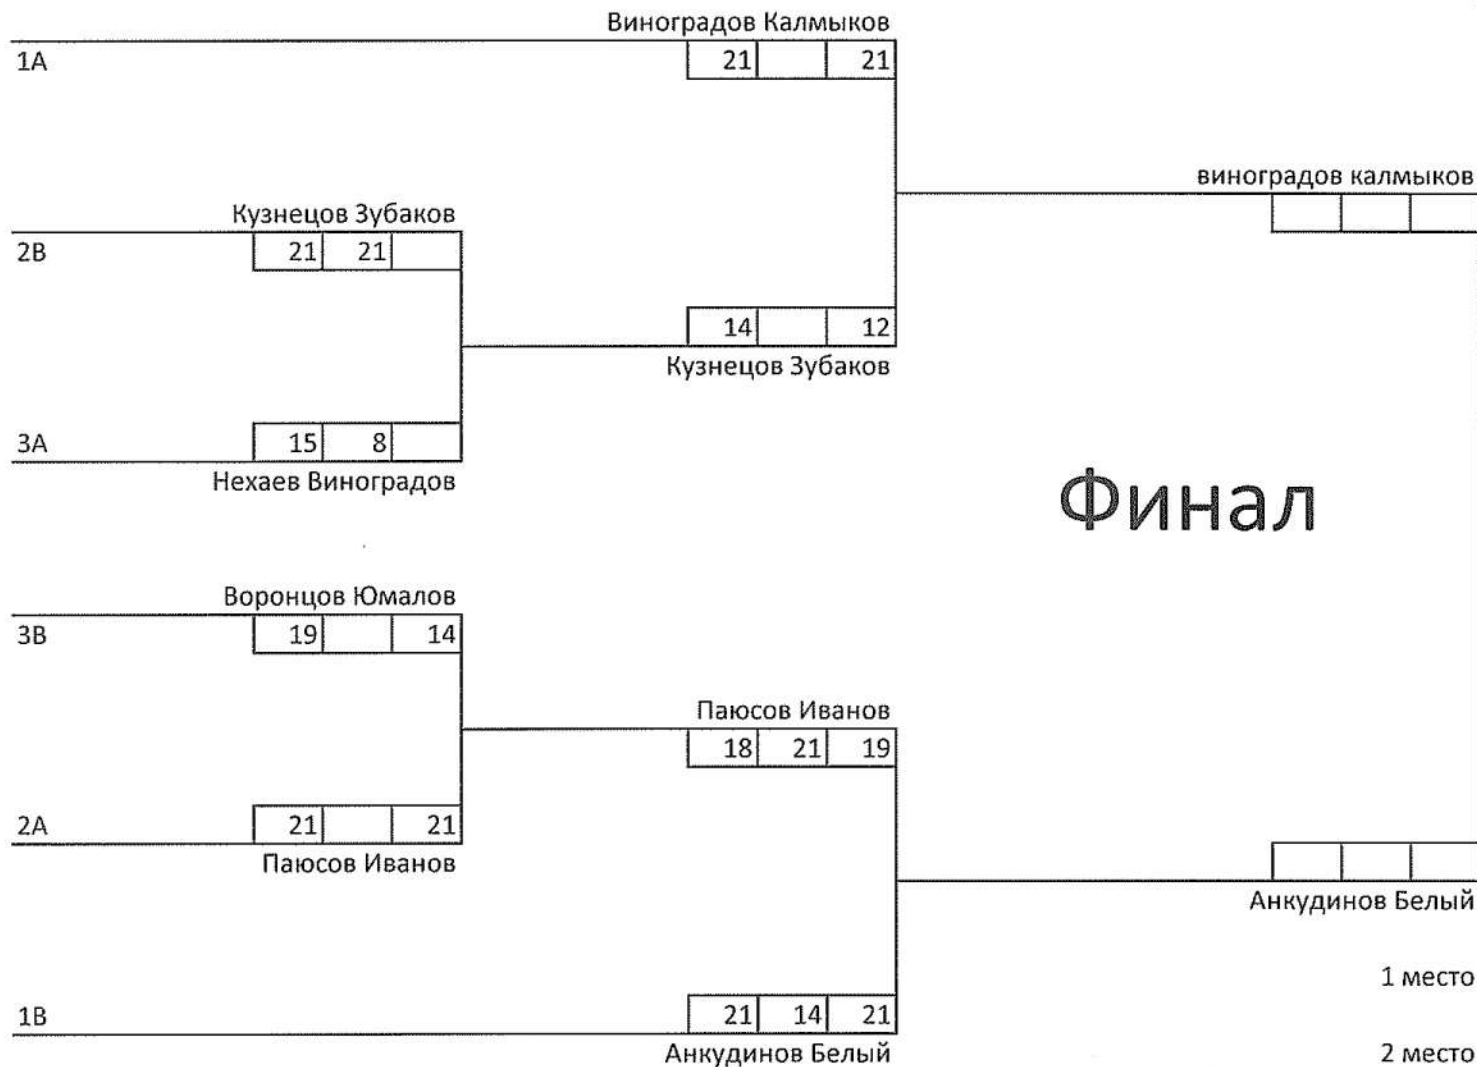 Виноградов Калмыков
1А 21 21
виноградов калмыков
Кузнецов Зубаков
2В 21 21
14 12
Кузнецов Зубаков
3А 15 8
Нехаев Виноградов
Финал
Воронцов Юмалов
3В 19 14
Паюсов Иванов
18 21 19
2А 21 21
Паюсов Иванов
Анкудинов Белый
1 место
1В 21 14 21
Анкудинов Белый
2 место